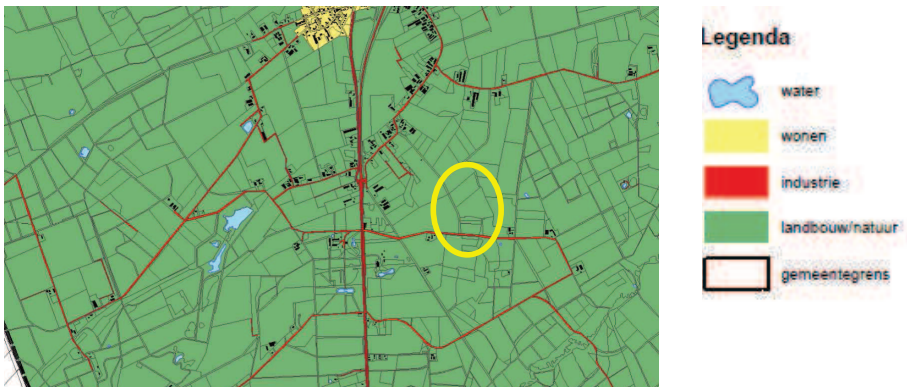 Legenda
water
wonen
industrie
landbouw/natuur
gemeentegrens